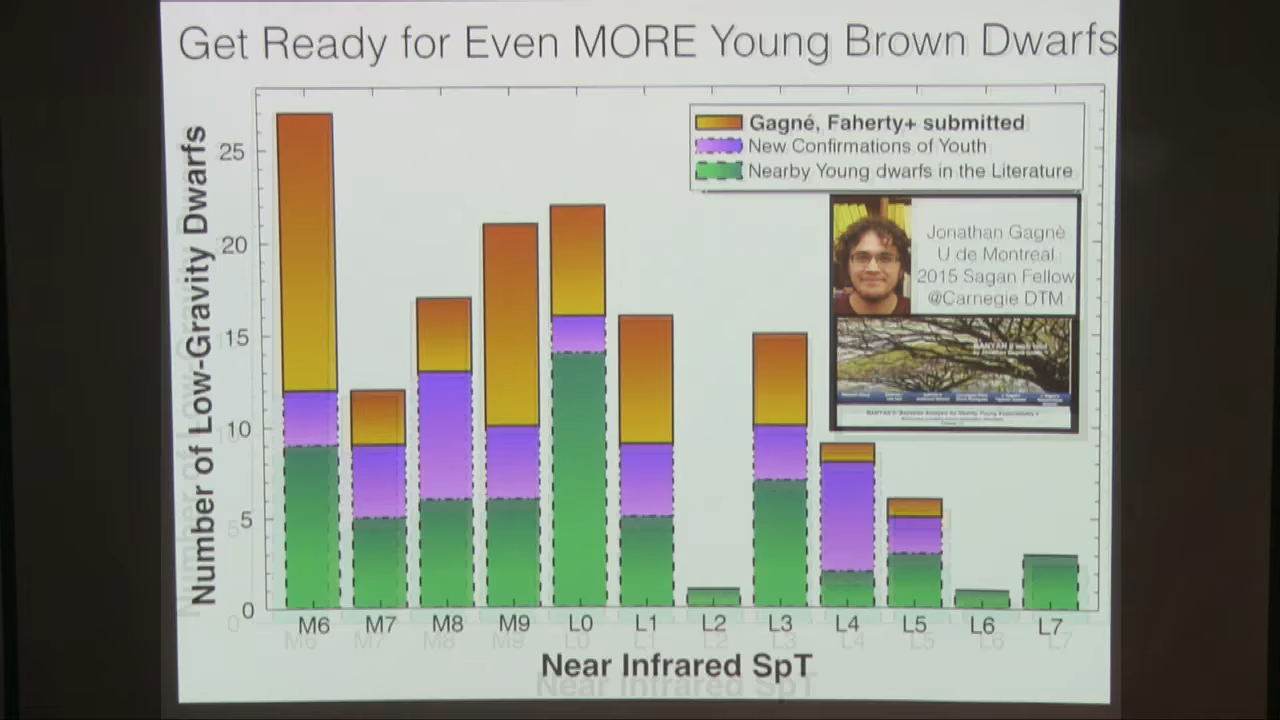 Get Ready for Even MORE Young Brown Dwarfs
Number of Low-Gravity Dwarfs
25
20
15
10
5
0
Gagné, Faherty+ submitted
New Confirmations of Youth
Nearby Young dwarfs in the Literature
Jonathan Gagnè
U de Montreal
2015 Sagan Fellow
@Carnegie DTM
M6 M7 M8 M9 L0 L1 L2 L3 L4 L5 L6 L7
Near Infrared SpT